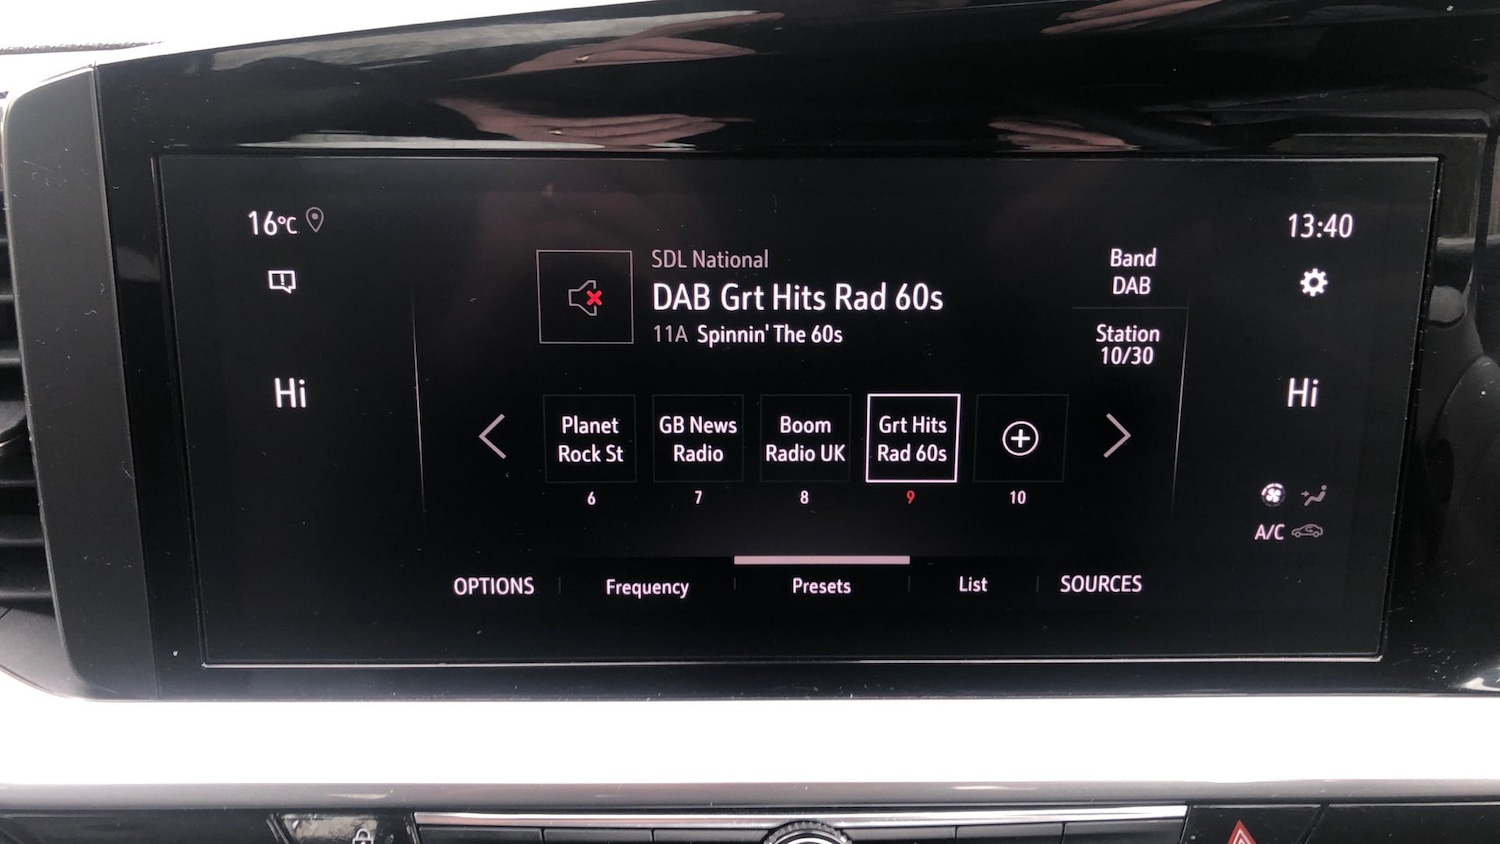 16°C
13:40
SDL National
DAB Grt Hits Rad 60s
11A Spinnin' The 60s
Band
DAB
Station
10/30
Hi
Hi
Planet
Rock St
6
GB News
Radio
7
Boom
Radio UK
8
Grt Hits
Rad 60s
9
10
A/C
OPTIONS
Frequency
Presets
List
SOURCES